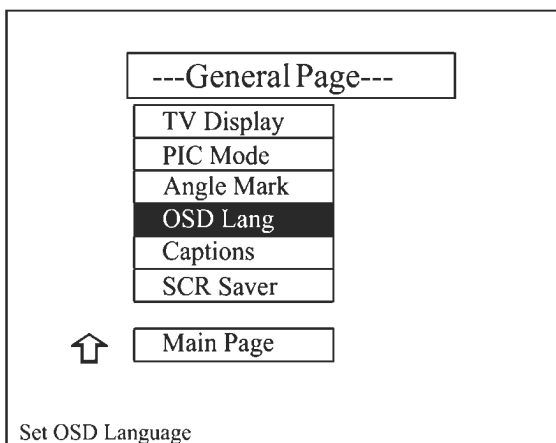 ---General Page---
TV Display
PIC Mode
Angle Mark
OSD Lang
Captions
SCR Saver
Main Page
Set OSD Language